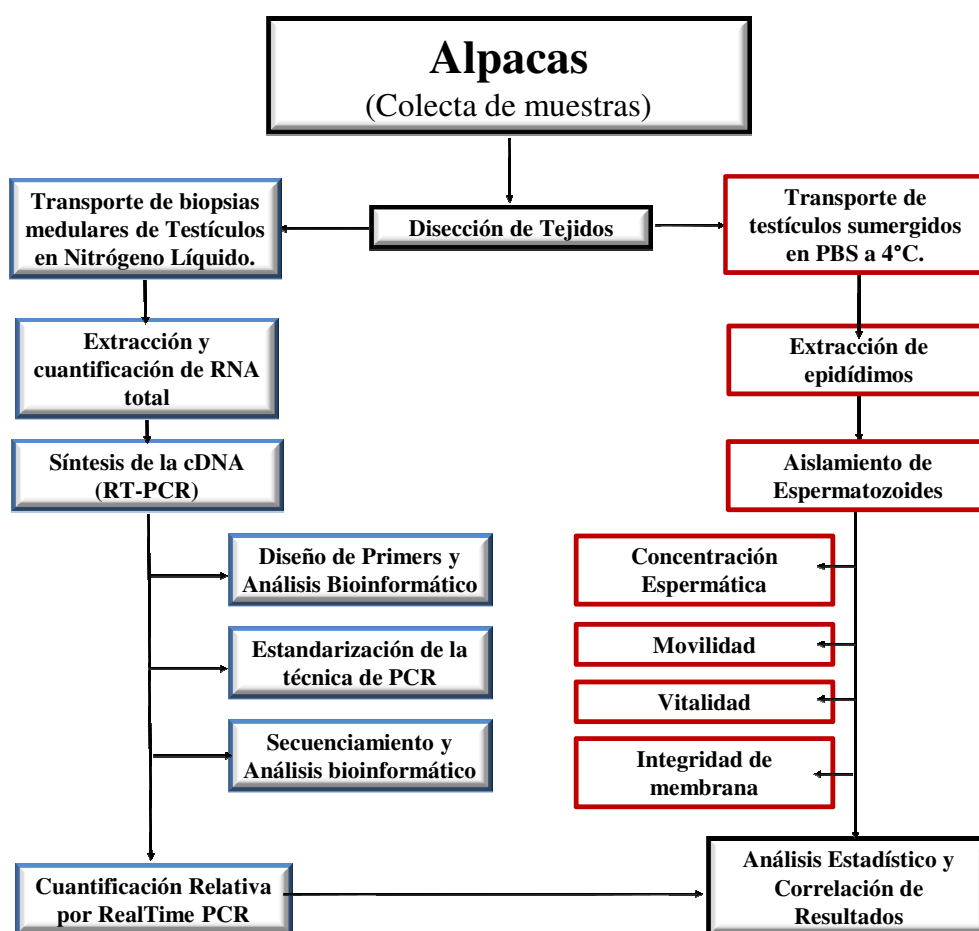 Alpacas
(Colecta de muestras)
Disección de Tejidos
Transporte de biopsias
medulares de Testículos
en Nitrógeno Líquido.
Extracción y
cuantificación de RNA
total
Síntesis de la cDNA
(RT-PCR)
Diseño de Primers y
Análisis Bioinformático
Estandarización de la
técnica de PCR
Secuenciamiento y
Análisis bioinformático
Cuantificación Relativa
por RealTime PCR
Transporte de
testículos sumergidos
en PBS a 4°C.
Extracción de
epidídimos
Aislamiento de
Espermatozoides
Concentración
Espermática
Movilidad
Vitalidad
Integridad de
membrana
Análisis Estadístico y
Correlación de
Resultados